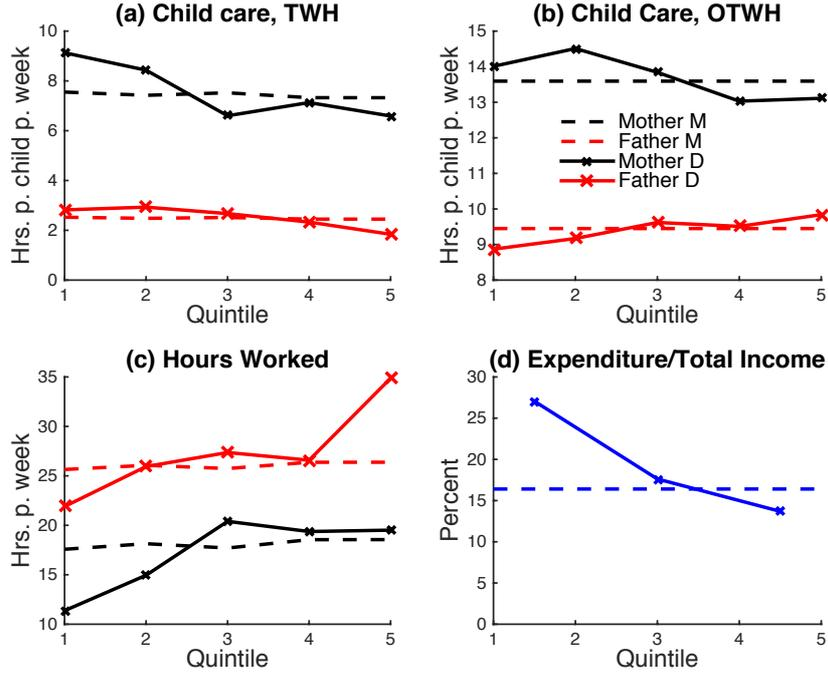 (a) Child care, TWH
Hrs. p. child p. week
10
8
6
4
2
0
1 2 3 4 5
Quintile
(b) Child Care, OTWH
Hrs. p. child p. week
15
14
13
12
11
10
9
8
Mother M
Father M
Mother D
Father D
1 2 3 4 5
Quintile
(c) Hours Worked
Hrs. p. week
35
30
25
20
15
10
1 2 3 4 5
Quintile
(d) Expenditure/Total Income
Percent
30
25
20
15
10
5
0
1 2 3 4 5
Quintile